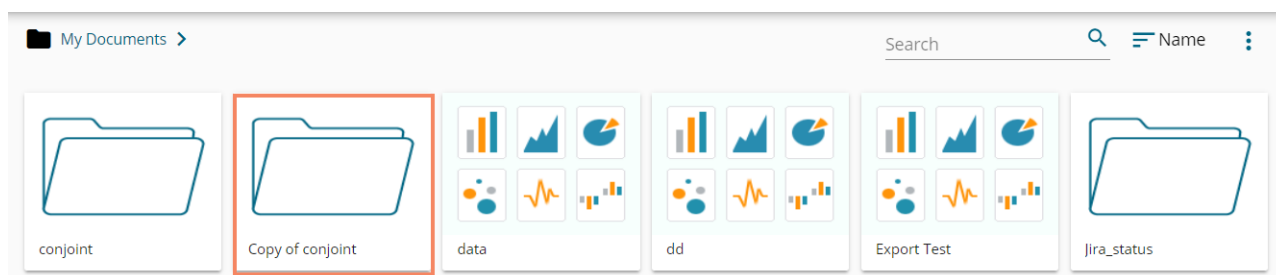 My Documents
Search
Name
conjoint
Copy of conjoint
data
dd
Export Test
Jira_status